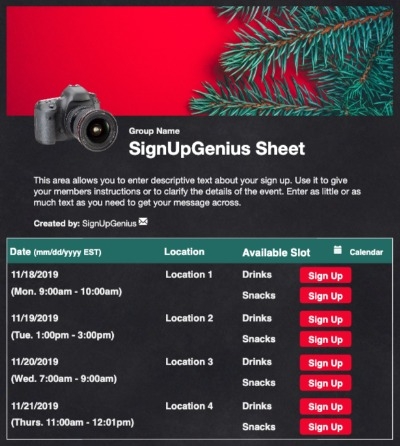 Group Name
SignUpGenius Sheet
This area allows you to enter descriptive text about your sign up. Use it to give
your members instructions or to clarify the details of the event. Enter as little or as
much text as you need to get your message across.
Created by: SignUpGenius
Date (mm/dd/yyyy EST) Location Available Slot Calendar
11/18/2019 Location 1 Drinks Sign Up
(Mon. 9:00am - 10:00am) Snacks Sign Up
11/19/2019 Location 2 Drinks Sign Up
(Tue. 1:00pm - 3:00pm) Snacks Sign Up
11/20/2019 Location 3 Drinks Sign Up
(Wed. 7:00am - 9:00am) Snacks Sign Up
11/21/2019 Location 4 Drinks Sign Up
(Thurs. 11:00am - 12:01pm) Snacks Sign Up